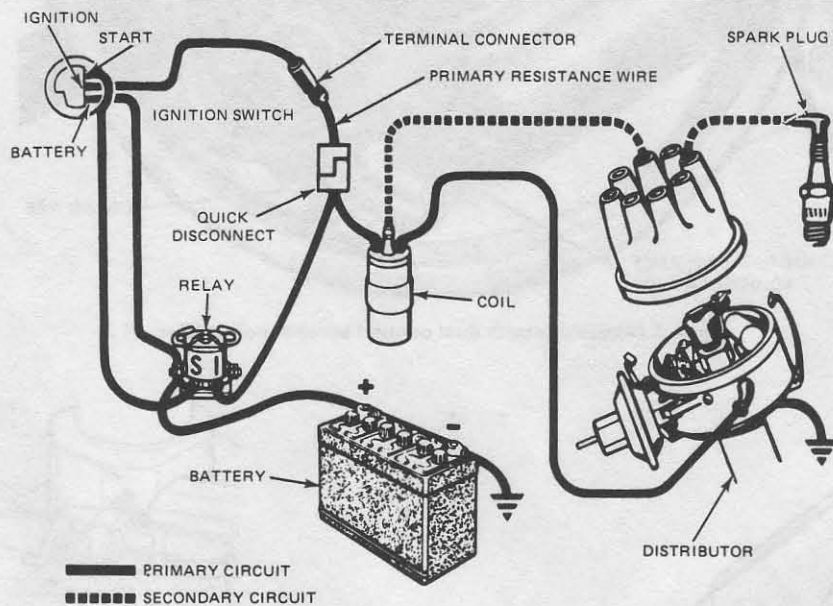 IGNITION
START
TERMINAL CONNECTOR
SPARK PLUG
PRIMARY RESISTANCE WIRE
IGNITION SWITCH
BATTERY
QUICK
DISCONNECT
RELAY
COIL
S I
+
-
BATTERY
DISTRIBUTOR
PRIMARY CIRCUIT
SECONDARY CIRCUIT